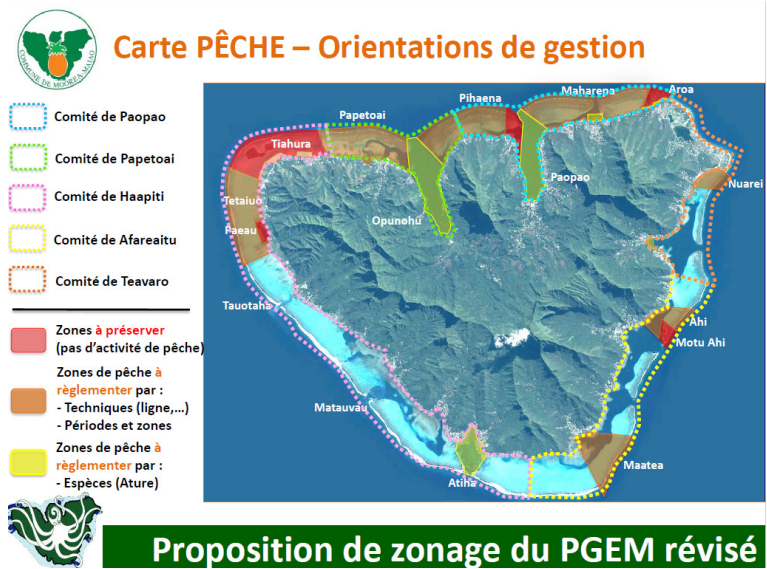 COMMUNE DE MOOREA-MAIAO
Carte PÊCHE – Orientations de gestion
Comité de Paopao
Comité de Papetoai
Comité de Haapiti
Comité de Afareaitu
Comité de Teavaro
Zones à préserver
(pas d'activité de pêche)
Zones de pêche à
règlementer par :
- Techniques (ligne,...)
- Périodes et zones
Zones de pêche à
règlementer par :
- Espèces (Ature)
Aroa
Maharepa
Pihaena
Papetoai
Tiahura
Paopao
Nuarei
Tetaiuo
Opunohu
Faeau
Tauotaha
Ahi
Motu Ahi
Matauvau
Maatea
Atiha
Proposition de zonage du PGEM révisé